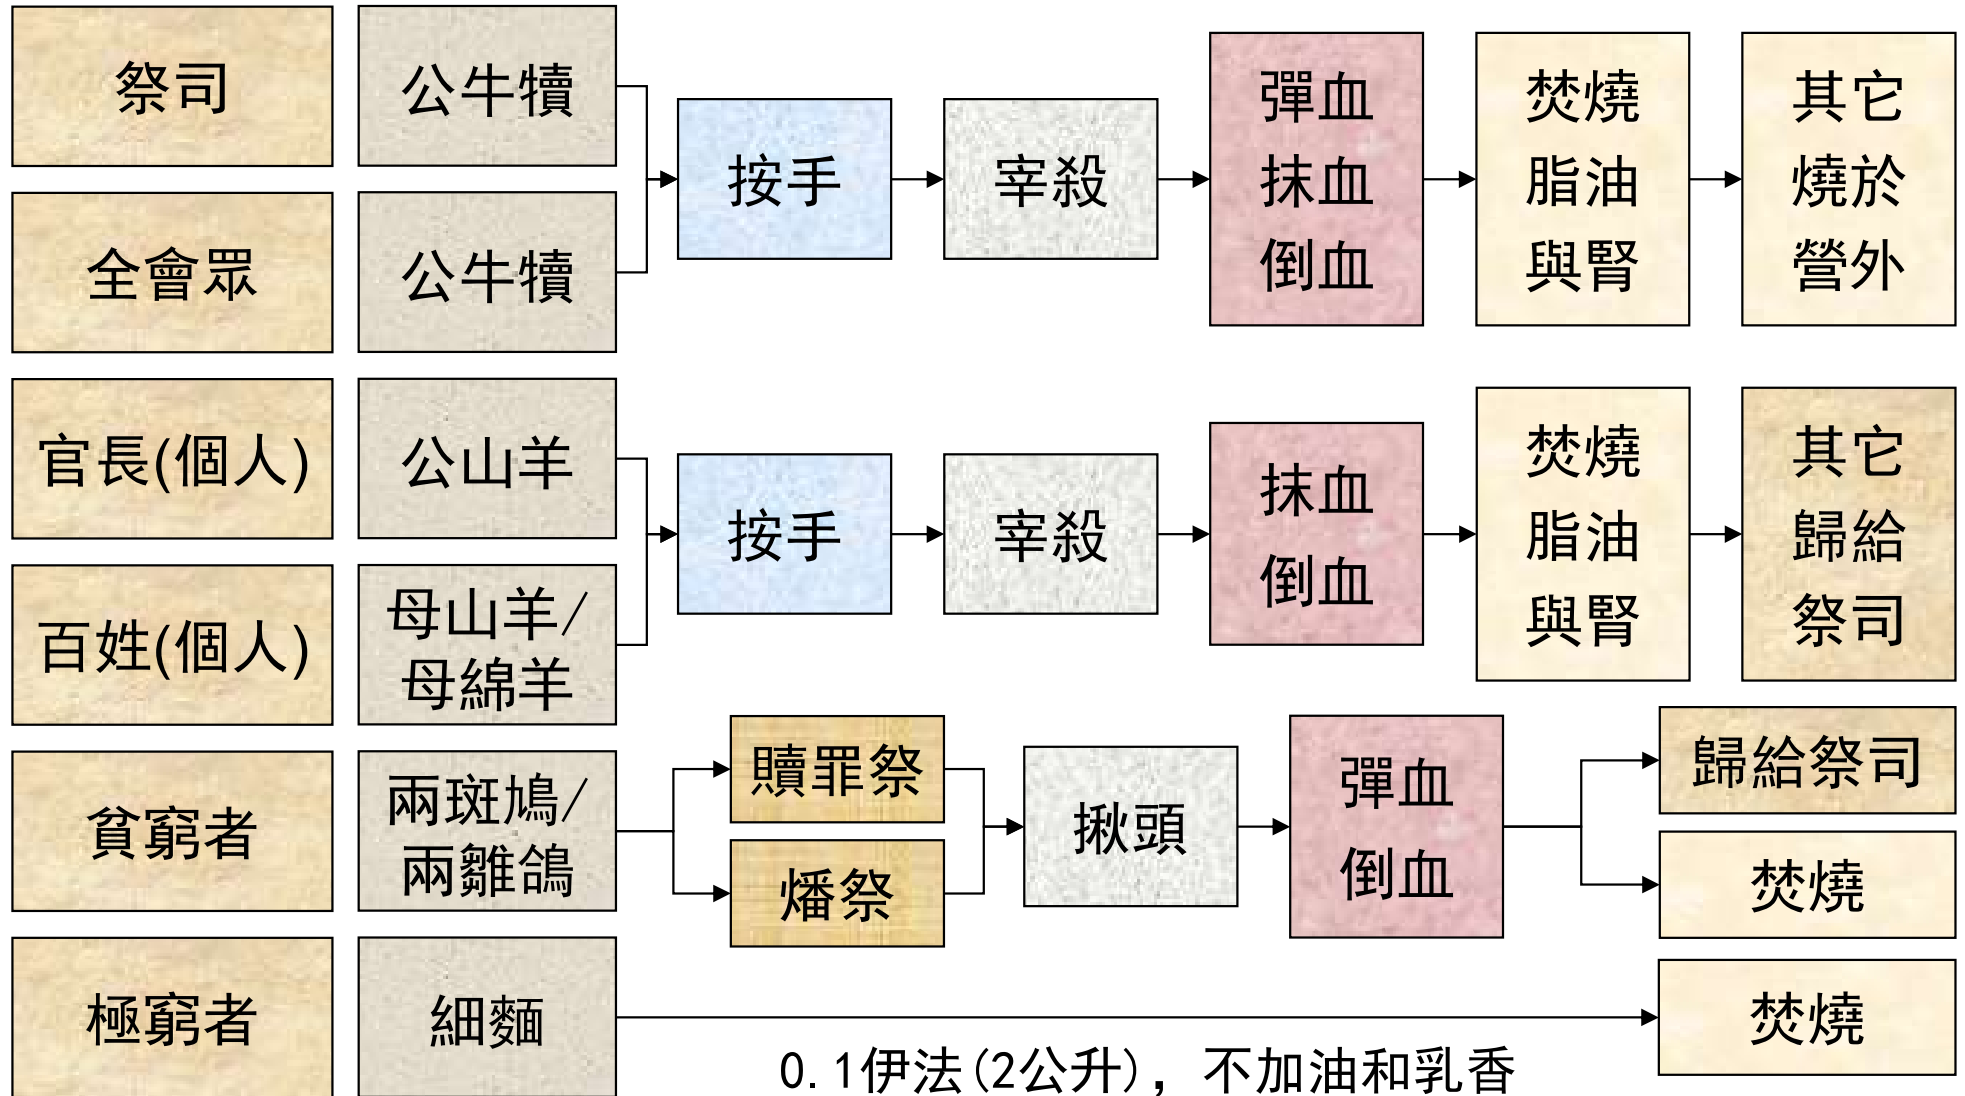 祭司
公牛犢
全會眾
公牛犢
按手
宰殺
彈血
抹血
倒血
焚燒
脂油
與腎
其它
燒於
營外
官長(個人)
公山羊
百姓(個人)
母山羊/
母綿羊
按手
宰殺
抹血
倒血
焚燒
脂油
與腎
其它
歸給
祭司
貧窮者
兩斑鳩/
兩雛鴿
贖罪祭
燔祭
揪頭
彈血
倒血
歸給祭司
焚燒
極窮者
細麵
焚燒
0.1伊法(2公升), 不加油和乳香